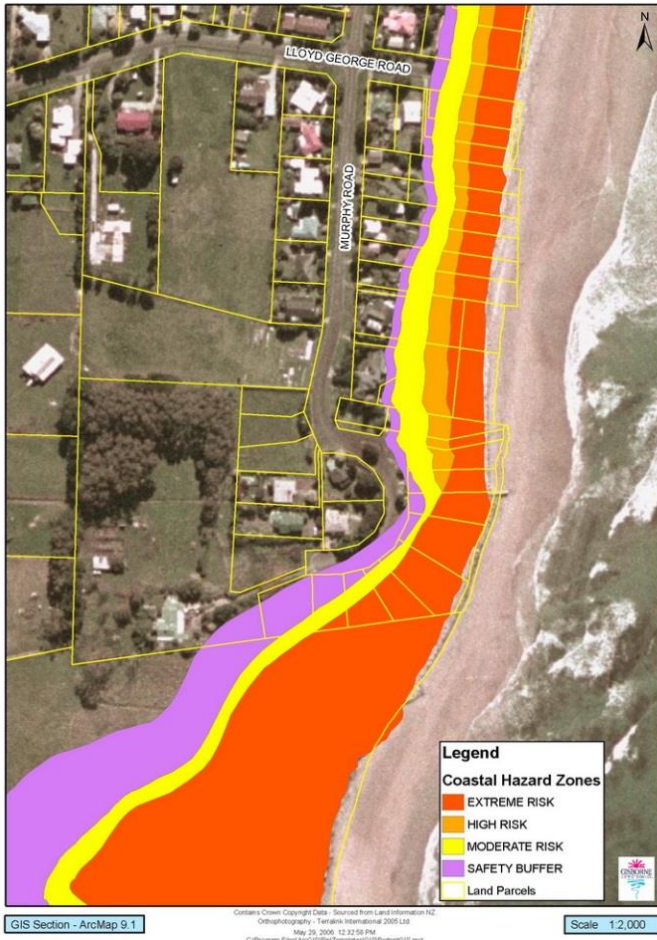 N
LLOYD GEORGE ROAD
MURPHY ROAD
Legend
Coastal Hazard Zones
EXTREME RISK
HIGH RISK
MODERATE RISK
SAFETY BUFFER
Land Parcels
GISBORNE
GIS Section - ArcMap 9.1
Contains Crown Copyright Data - Sourced from Land Information NZ.
Orthophotography - Terralink International 2005 Ltd.
May 29, 2006 12:32:58 PM
Scale 1:2,000